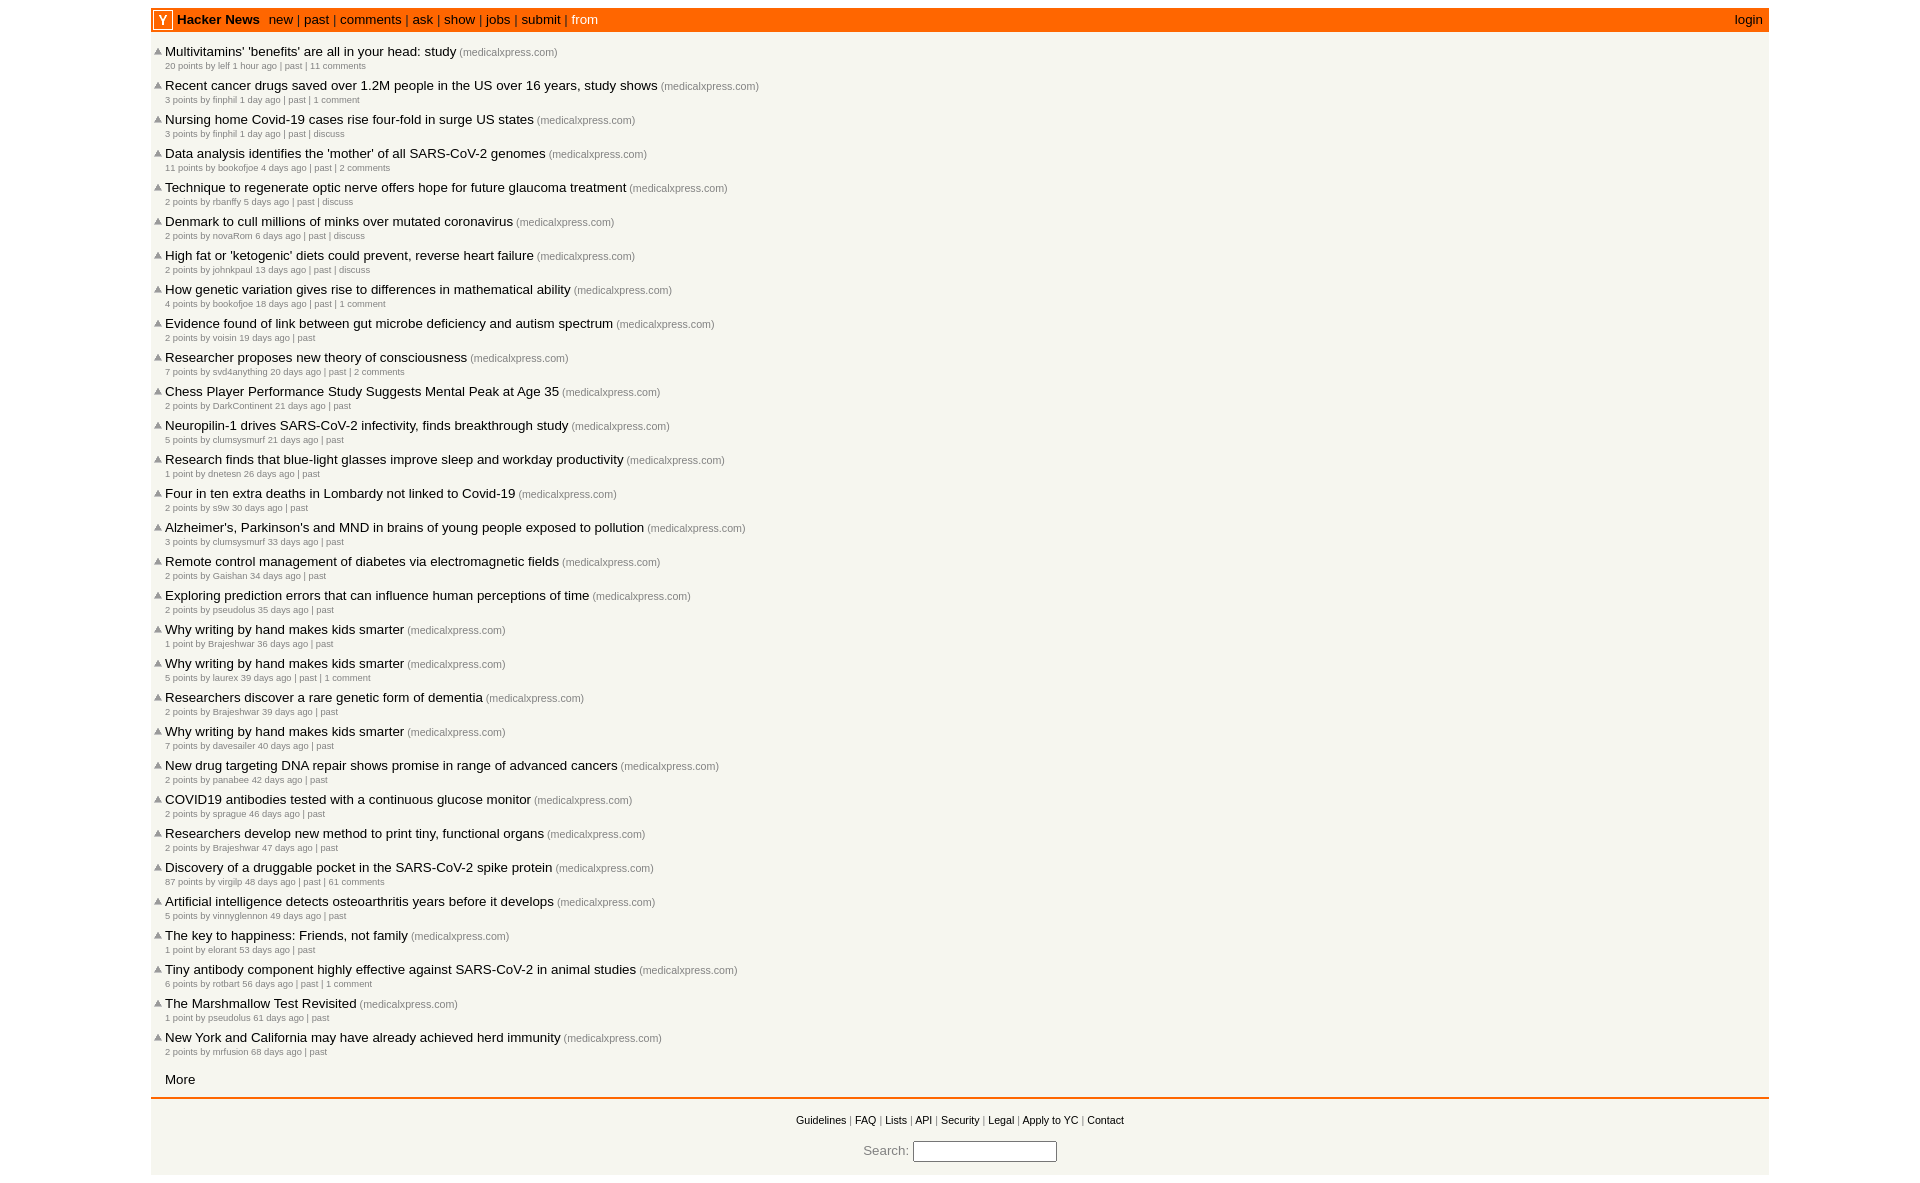 Y Hacker News new | past | comments | ask | show | jobs | submit | from login
Multivitamins' 'benefits' are all in your head: study (medicalxpress.com)
20 points by lelf 1 hour ago | past | 11 comments
Recent cancer drugs saved over 1.2M people in the US over 16 years, study shows (medicalxpress.com)
3 points by finphil 1 day ago | past | 1 comment
Nursing home Covid-19 cases rise four-fold in surge US states (medicalxpress.com)
3 points by finphil 1 day ago | past | discuss
Data analysis identifies the 'mother' of all SARS-CoV-2 genomes (medicalxpress.com)
11 points by bookofjoe 4 days ago | past | 2 comments
Technique to regenerate optic nerve offers hope for future glaucoma treatment (medicalxpress.com)
2 points by rbanffy 5 days ago | past | discuss
Denmark to cull millions of minks over mutated coronavirus (medicalxpress.com)
2 points by novaRom 6 days ago | past | discuss
High fat or 'ketogenic' diets could prevent, reverse heart failure (medicalxpress.com)
2 points by johnkpaul 13 days ago | past | discuss
How genetic variation gives rise to differences in mathematical ability (medicalxpress.com)
4 points by bookofjoe 18 days ago | past | 1 comment
Evidence found of link between gut microbe deficiency and autism spectrum (medicalxpress.com)
2 points by voisin 19 days ago | past
Researcher proposes new theory of consciousness (medicalxpress.com)
7 points by svd4anything 20 days ago | past | 2 comments
Chess Player Performance Study Suggests Mental Peak at Age 35 (medicalxpress.com)
2 points by DarkContinent 21 days ago | past
Neuropilin-1 drives SARS-CoV-2 infectivity, finds breakthrough study (medicalxpress.com)
5 points by clumsysmurf 21 days ago | past
Research finds that blue-light glasses improve sleep and workday productivity (medicalxpress.com)
1 point by dnetesn 26 days ago | past
Four in ten extra deaths in Lombardy not linked to Covid-19 (medicalxpress.com)
2 points by s9w 30 days ago | past
Alzheimer's, Parkinson's and MND in brains of young people exposed to pollution (medicalxpress.com)
3 points by clumsysmurf 33 days ago | past
Remote control management of diabetes via electromagnetic fields (medicalxpress.com)
2 points by Gaishan 34 days ago | past
Exploring prediction errors that can influence human perceptions of time (medicalxpress.com)
2 points by pseudolus 35 days ago | past
Why writing by hand makes kids smarter (medicalxpress.com)
1 point by Brajeshwar 36 days ago | past
Why writing by hand makes kids smarter (medicalxpress.com)
5 points by laurex 39 days ago | past | 1 comment
Researchers discover a rare genetic form of dementia (medicalxpress.com)
2 points by Brajeshwar 39 days ago | past
Why writing by hand makes kids smarter (medicalxpress.com)
7 points by davesailer 40 days ago | past
New drug targeting DNA repair shows promise in range of advanced cancers (medicalxpress.com)
2 points by panabee 42 days ago | past
COVID19 antibodies tested with a continuous glucose monitor (medicalxpress.com)
2 points by sprague 46 days ago | past
Researchers develop new method to print tiny, functional organs (medicalxpress.com)
2 points by Brajeshwar 47 days ago | past
Discovery of a druggable pocket in the SARS-CoV-2 spike protein (medicalxpress.com)
87 points by virgilp 48 days ago | past | 61 comments
Artificial intelligence detects osteoarthritis years before it develops (medicalxpress.com)
5 points by vinnyglennon 49 days ago | past
The key to happiness: Friends, not family (medicalxpress.com)
1 point by elorant 53 days ago | past
Tiny antibody component highly effective against SARS-CoV-2 in animal studies (medicalxpress.com)
6 points by rotbart 56 days ago | past | 1 comment
The Marshmallow Test Revisited (medicalxpress.com)
1 point by pseudolus 61 days ago | past
New York and California may have already achieved herd immunity (medicalxpress.com)
2 points by mrfusion 68 days ago | past
More
Guidelines | FAQ | Lists | API | Security | Legal | Apply to YC | Contact
Search: